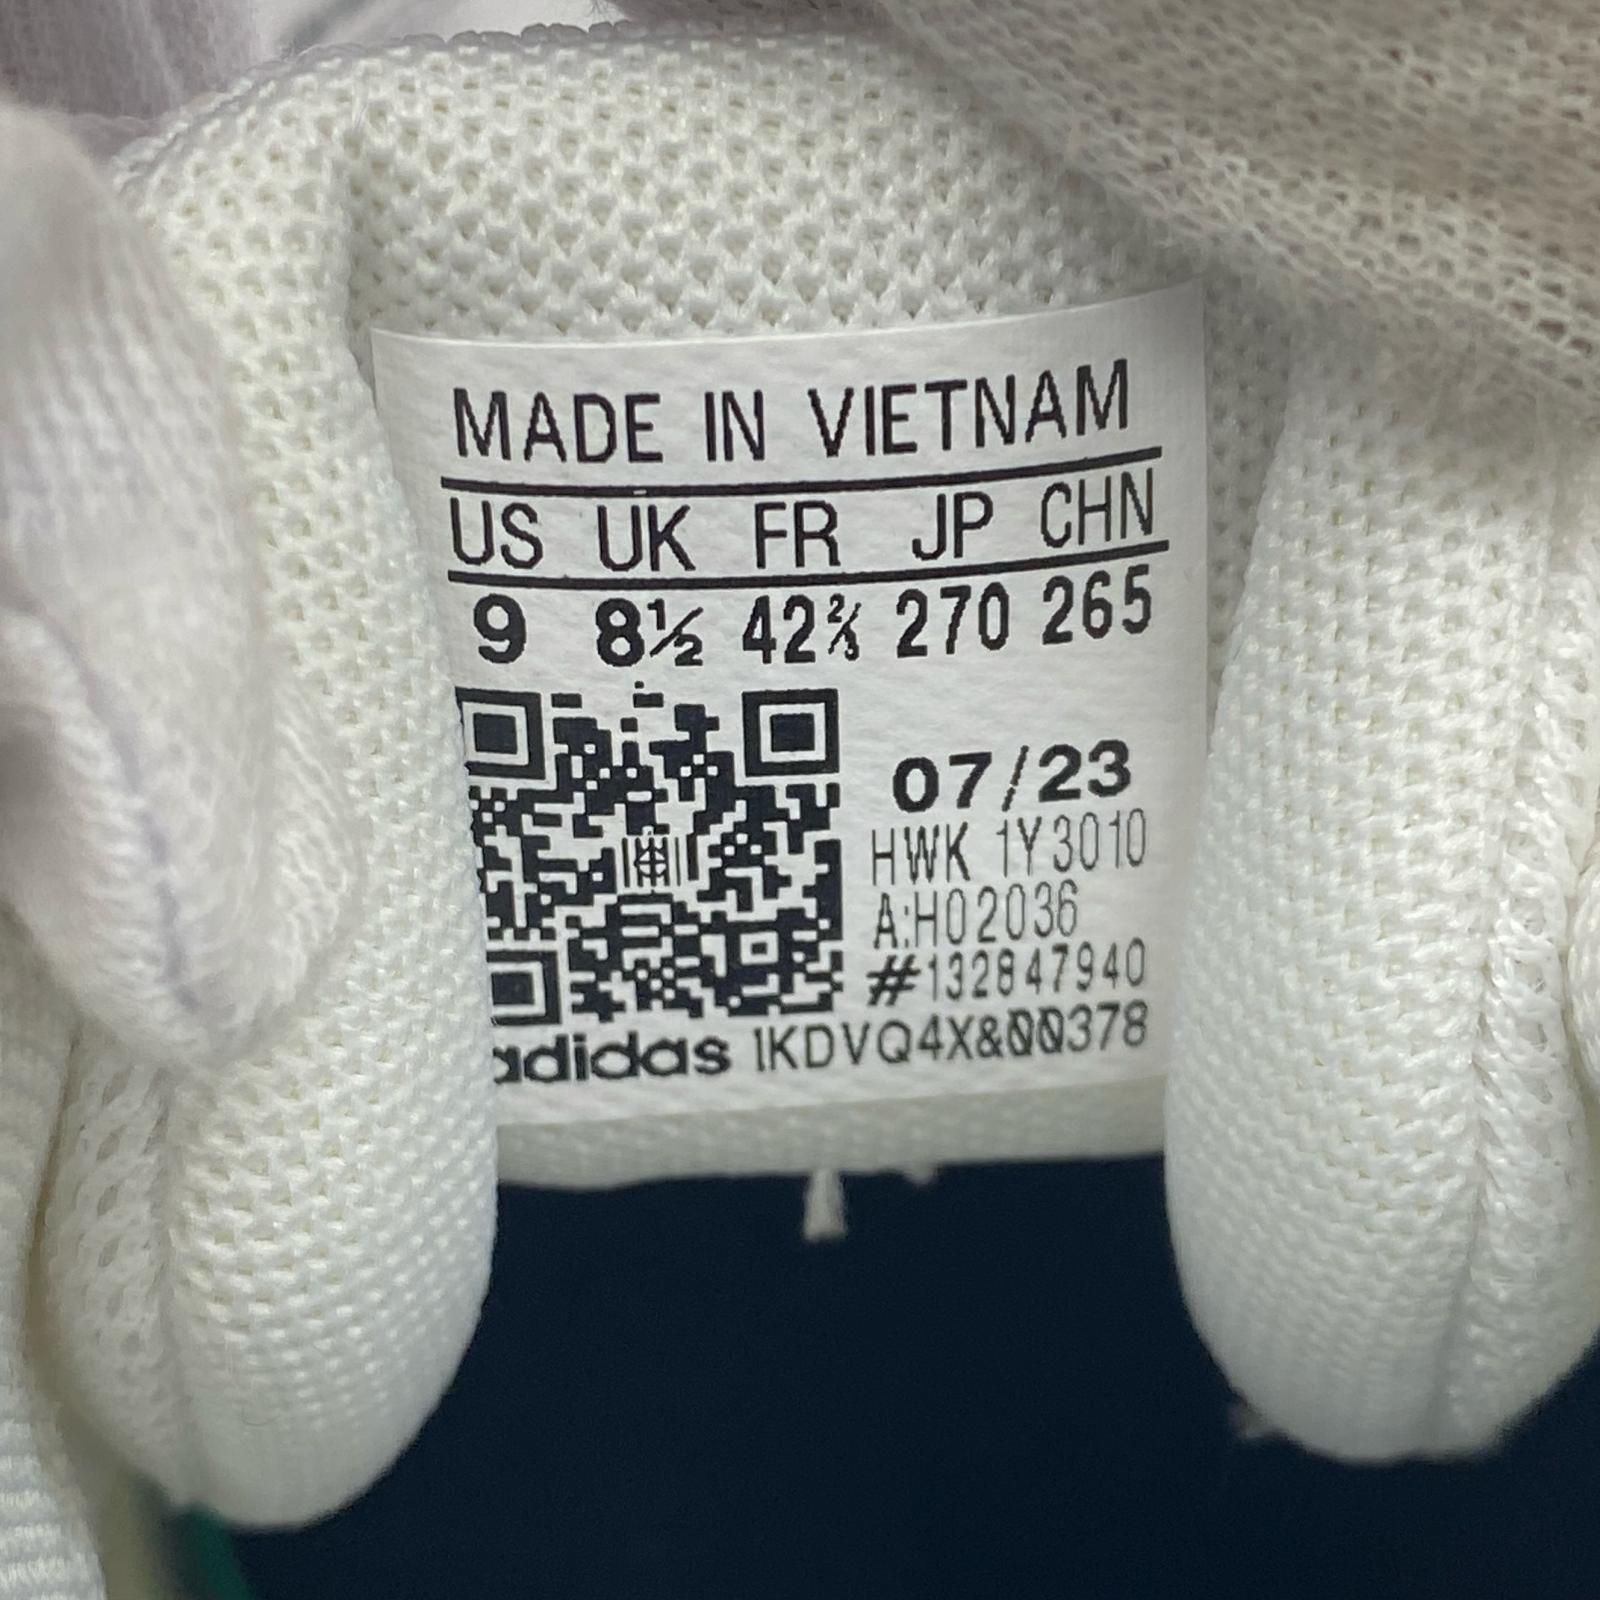 MADE IN VIETNAM
US UK FR JP CHN
9 8½ 42⅔ 270 265
07/23
HWK 1Y3010
A:H02036
#132847940
adidas 1KDVQ4X&00378